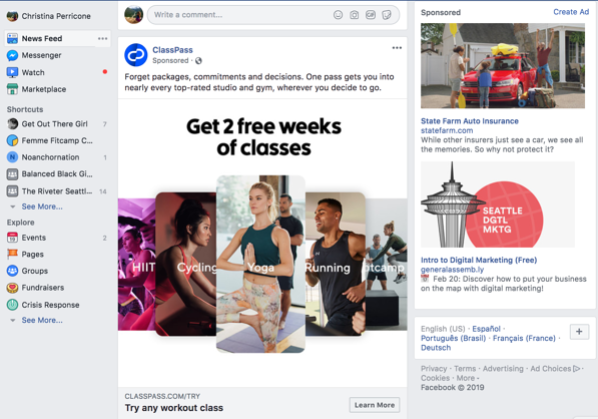 Christina Perricone
News Feed
Messenger
Watch
Marketplace
Shortcuts
Get Out There Girl 7
Femme Fitcamp C...
Noanchornation 1
Balanced Black Gi...
The Riveter Seattl... 14
See More...
Explore
Events 2
Pages
Groups
Fundraisers
Crisis Response
See More...
Write a comment...
ClassPass
Sponsored ·
Forget packages, commitments and decisions. One pass gets you into
nearly every top-rated studio and gym, wherever you decide to go.
Get 2 free weeks
of classes
HIIT Cycling Yoga Running otcamp
CLASSPASS.COM/TRY
Try any workout class
Learn More
Sponsored Create Ad
State Farm Auto Insurance
statefarm.com
While other insurers just see a car, we see all
the memories. So why not protect it?
SEATTLE
DGTL
MKTG
Intro to Digital Marketing (Free)
generalassemb.ly
Feb 20: Discover how to put your business
on the map with digital marketing!
English (US) · Español ·
Português (Brasil) · Français (France) ·
Deutsch
Privacy · Terms · Advertising · Ad Choices ·
Cookies · More
Facebook © 2019